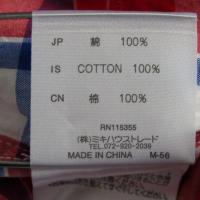 JP 綿 100%
IS COTTON 100%
CN 棉 100%
RN115355
(株)ミキハウストレード
TEL.072-920-2039
MADE IN CHINA M-56